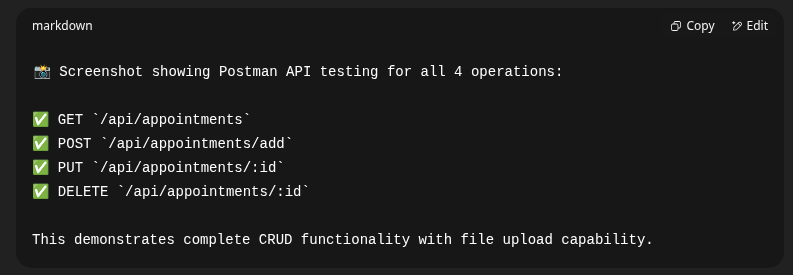 markdown
Copy
Edit
📸 Screenshot showing Postman API testing for all 4 operations:
✅ GET `/api/appointments`
✅ POST `/api/appointments/add`
✅ PUT `/api/appointments/:id`
✅ DELETE `/api/appointments/:id`
This demonstrates complete CRUD functionality with file upload capability.